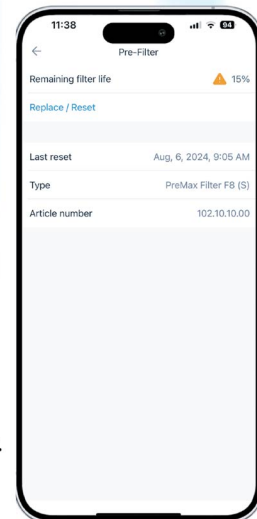 11:38
94
Pre-Filter
Remaining filter life 15%
Replace / Reset
Last reset Aug, 6, 2024, 9:05 AM
Type PreMax Filter F8 (S)
Article number 102.10.10.00